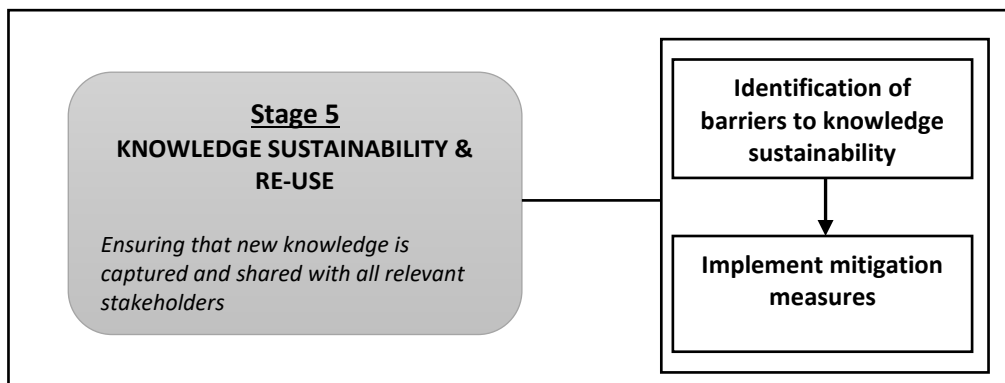 Stage 5
KNOWLEDGE SUSTAINABILITY &
RE-USE
Ensuring that new knowledge is
captured and shared with all relevant
stakeholders
Identification of
barriers to knowledge
sustainability
Implement mitigation
measures